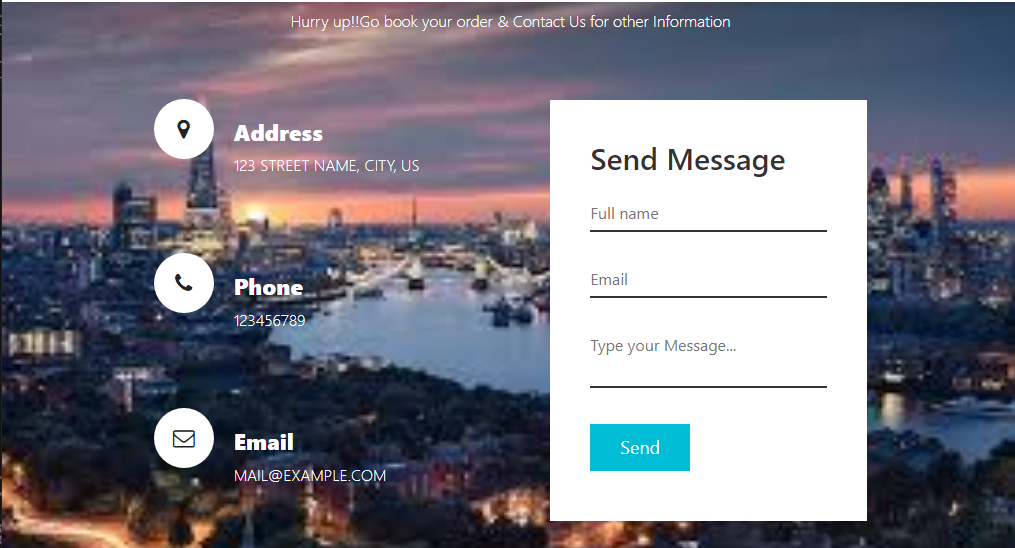 Hurry up!!Go book your order & Contact Us for other Information
Address
123 STREET NAME, CITY, US
Phone
123456789
Email
MAIL@EXAMPLE.COM
Send Message
Full name
Email
Type your Message...
Send